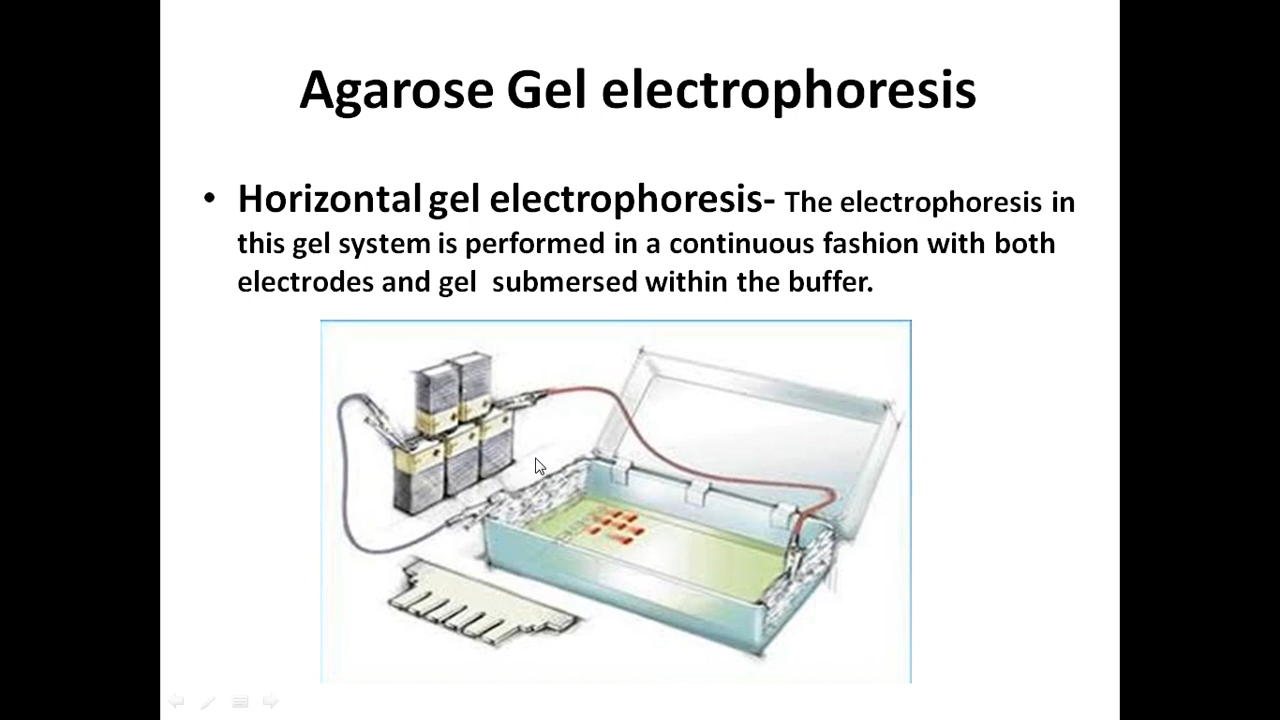 Agarose Gel electrophoresis
• Horizontal gel electrophoresis- The electrophoresis in
this gel system is performed in a continuous fashion with both
electrodes and gel submersed within the buffer.